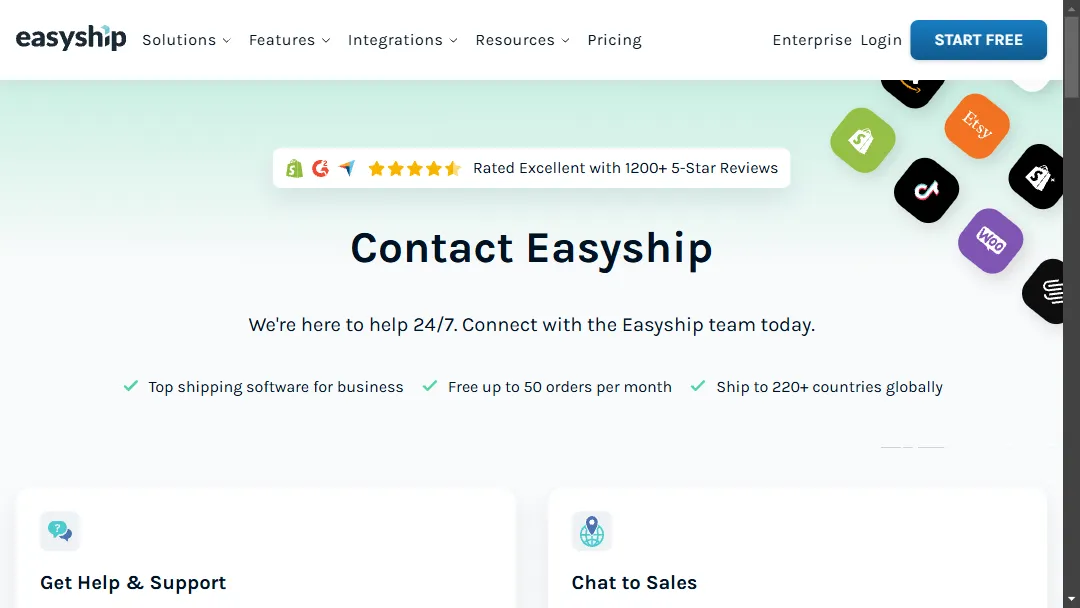 easyship Solutions Features Integrations Resources Pricing Enterprise Login START FREE
Etsy
Rated Excellent with 1200+ 5-Star Reviews
WOO
Contact Easyship
We're here to help 24/7. Connect with the Easyship team today.
Top shipping software for business Free up to 50 orders per month Ship to 220+ countries globally
Get Help & Support
Chat to Sales